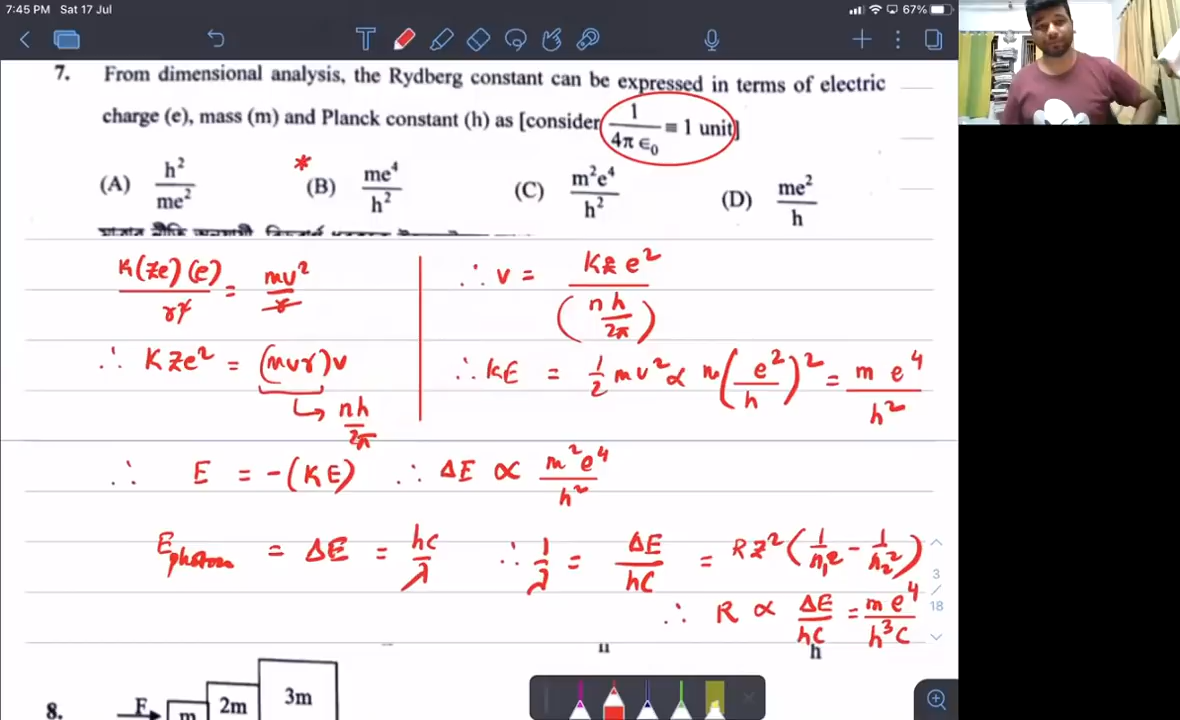 7:45 PM Sat 17 Jul
67%
7. From dimensional analysis, the Rydberg constant can be expressed in terms of electric
charge (e), mass (m) and Planck constant (h) as [consider 1/4π ϵ₀ ≡ 1 unit]
(A) h²/me² * (B) me⁴/h² (C) m²e⁴/h² (D) me²/h
K(ze)(e)/r² = mv²/r
∴ Kze² = (mvr)v
nh/2π
∴ v = Kze²/(nh/2π)
∴ KE = 1/2 mv² ∝ m(e²/h)² = m e⁴/h²
∴ E = -(KE) ∴ ΔE ∝ m²e⁴/h²
Ephoton = ΔE = hc/λ ∴ 1/λ = ΔE/hC = Rz²(1/n₁² - 1/n₂²)
∴ R ∝ ΔE/hC = me⁴/h³C
3
/
18
h
8. F m 2m 3m